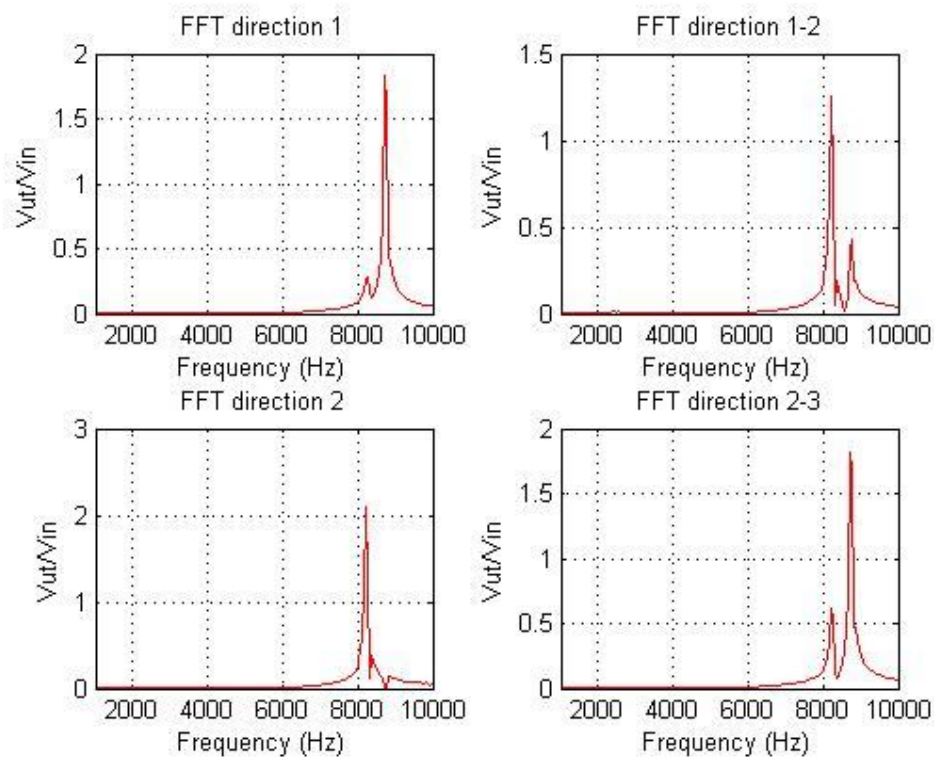 FFT direction 1
2
1.5
1
0.5
0
Vut/Vin
2000 4000 6000 8000 10000
Frequency (Hz)
FFT direction 1-2
1.5
1
0.5
0
Vut/Vin
2000 4000 6000 8000 10000
Frequency (Hz)
FFT direction 2
3
2
1
0
Vut/Vin
2000 4000 6000 8000 10000
Frequency (Hz)
FFT direction 2-3
2
1.5
1
0.5
0
Vut/Vin
2000 4000 6000 8000 10000
Frequency (Hz)